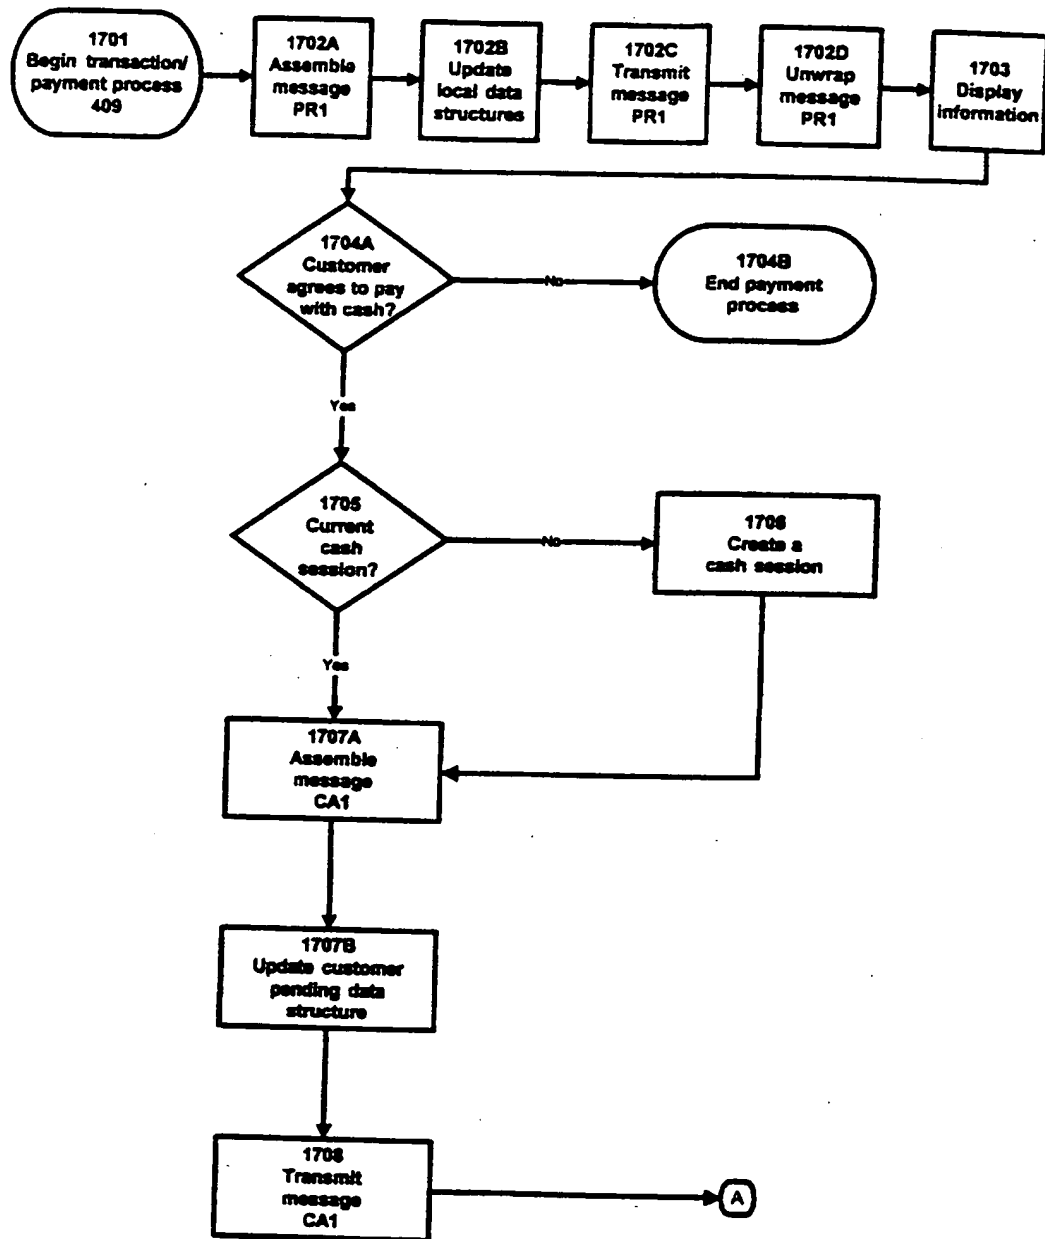 1701
Begin transaction/
payment process
409
1702A
Assemble
message
PR1
1702B
Update
local data
structures
1702C
Transmit
message
PR1
1702D
Unwrap
message
PR1
1703
Display
information
1704A
Customer
agrees to pay
with cash?
No
1704B
End payment
process
Yes
1705
Current
cash
session?
No
1706
Create a
cash session
Yes
1707A
Assemble
message
CA1
1707B
Update customer
pending data
structure
1708
Transmit
message
CA1
A